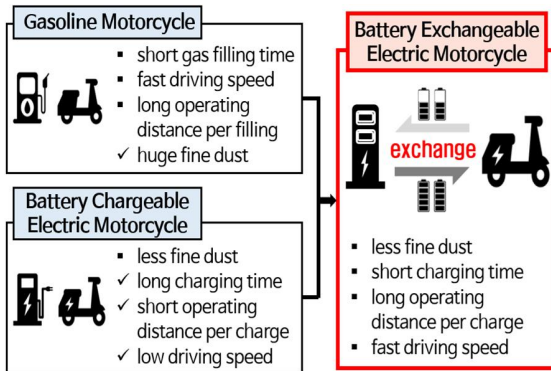 Gasoline Motorcycle
▪ short gas filling time
▪ fast driving speed
▪ long operating
distance per filling
✓ huge fine dust
Battery Chargeable
Electric Motorcycle
▪ less fine dust
✓ long charging time
✓ short operating
distance per charge
✓ low driving speed
Battery Exchangeable
Electric Motorcycle
exchange
▪ less fine dust
▪ short charging time
▪ long operating
distance per charge
▪ fast driving speed